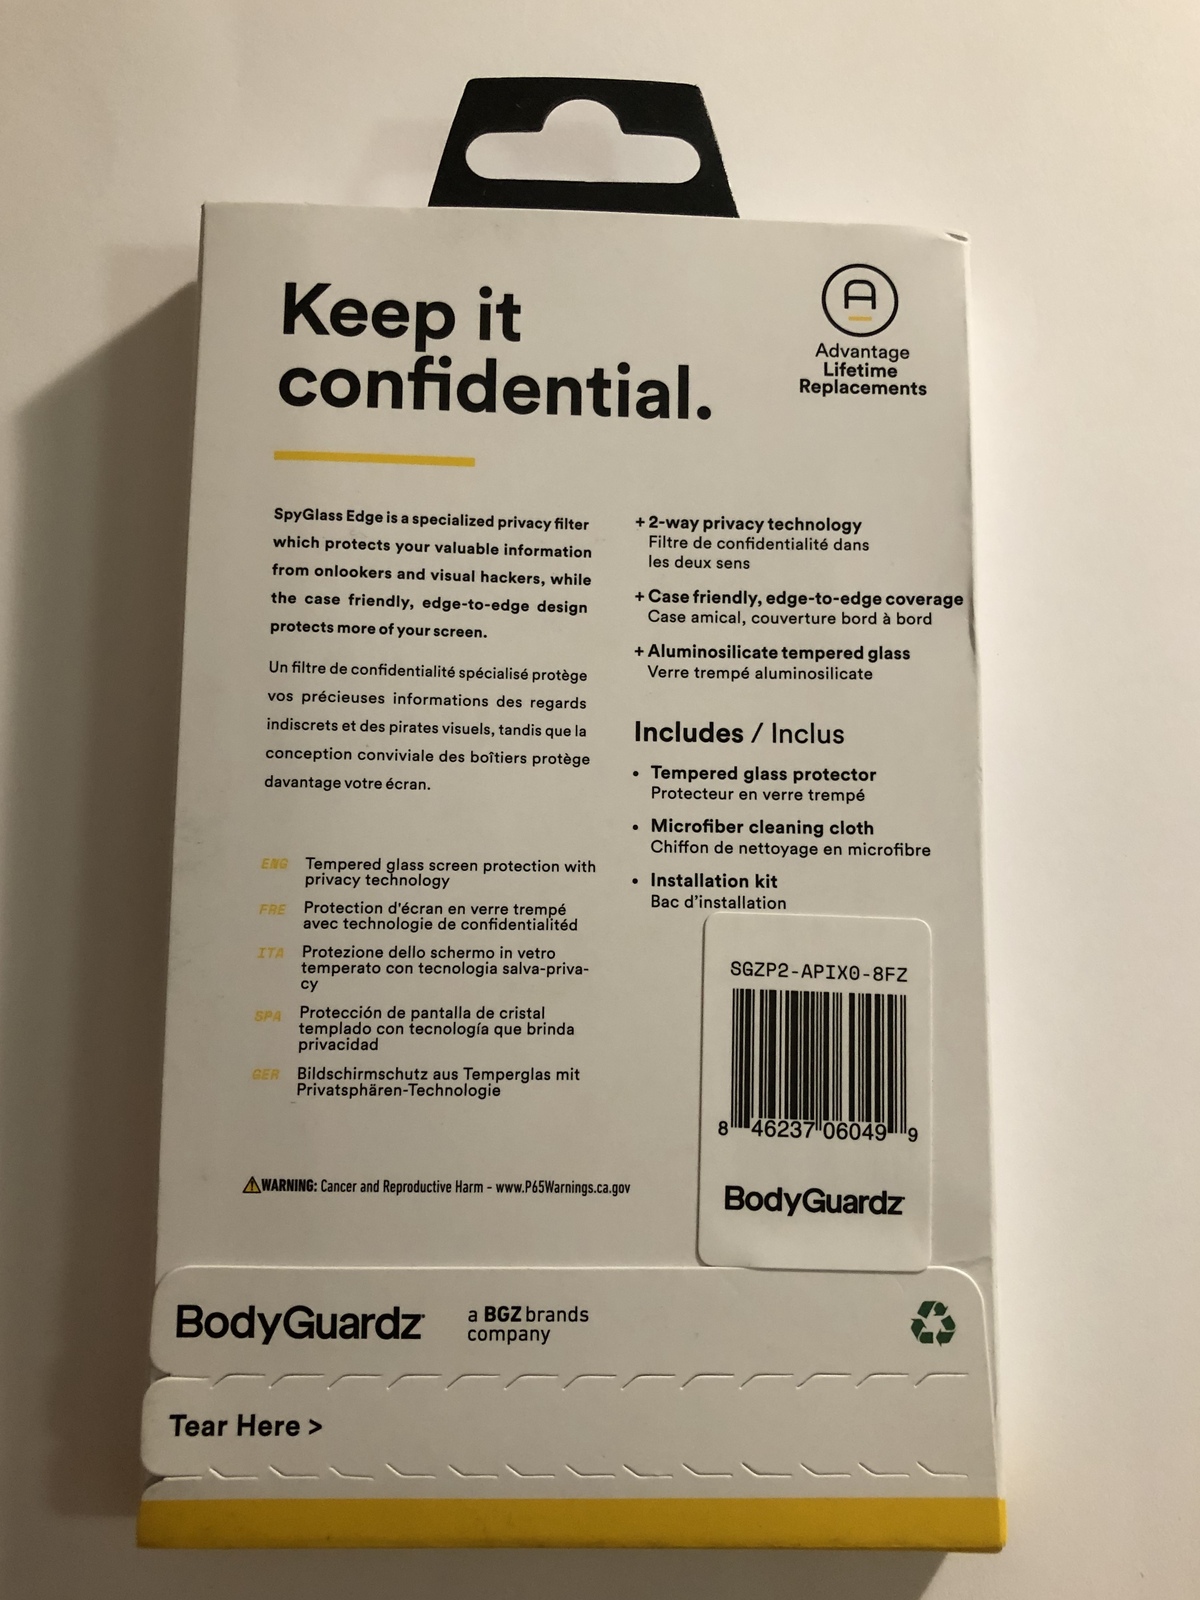 Keep it
confidential.
A
Advantage
Lifetime
Replacements
SpyGlass Edge is a specialized privacy filter
which protects your valuable information
from onlookers and visual hackers, while
the case friendly, edge-to-edge design
protects more of your screen.
Un filtre de confidentialité spécialisé protège
vos précieuses informations des regards
indiscrets et des pirates visuels, tandis que la
conception conviviale des boîtiers protège
davantage votre écran.
ENG Tempered glass screen protection with
privacy technology
FRE Protection d'écran en verre trempé
avec technologie de confidentialitéd
ITA Protezione dello schermo in vetro
temperato con tecnologia salva-priva-
cy
SPA Protección de pantalla de cristal
templado con tecnología que brinda
privacidad
GER Bildschirmschutz aus Temperglas mit
Privatsphären-Technologie
+ 2-way privacy technology
Filtre de confidentialité dans
les deux sens
+ Case friendly, edge-to-edge coverage
Case amical, couverture bord à bord
+ Aluminosilicate tempered glass
Verre trempé aluminosilicate
Includes / Inclus
• Tempered glass protector
Protecteur en verre trempé
• Microfiber cleaning cloth
Chiffon de nettoyage en microfibre
• Installation kit
Bac d'installation
SGZP2-APIX0-8FZ
8 46237 06049 9
BodyGuardz
WARNING: Cancer and Reproductive Harm - www.P65Warnings.ca.gov
BodyGuardz
a BGZ brands
company
Tear Here >